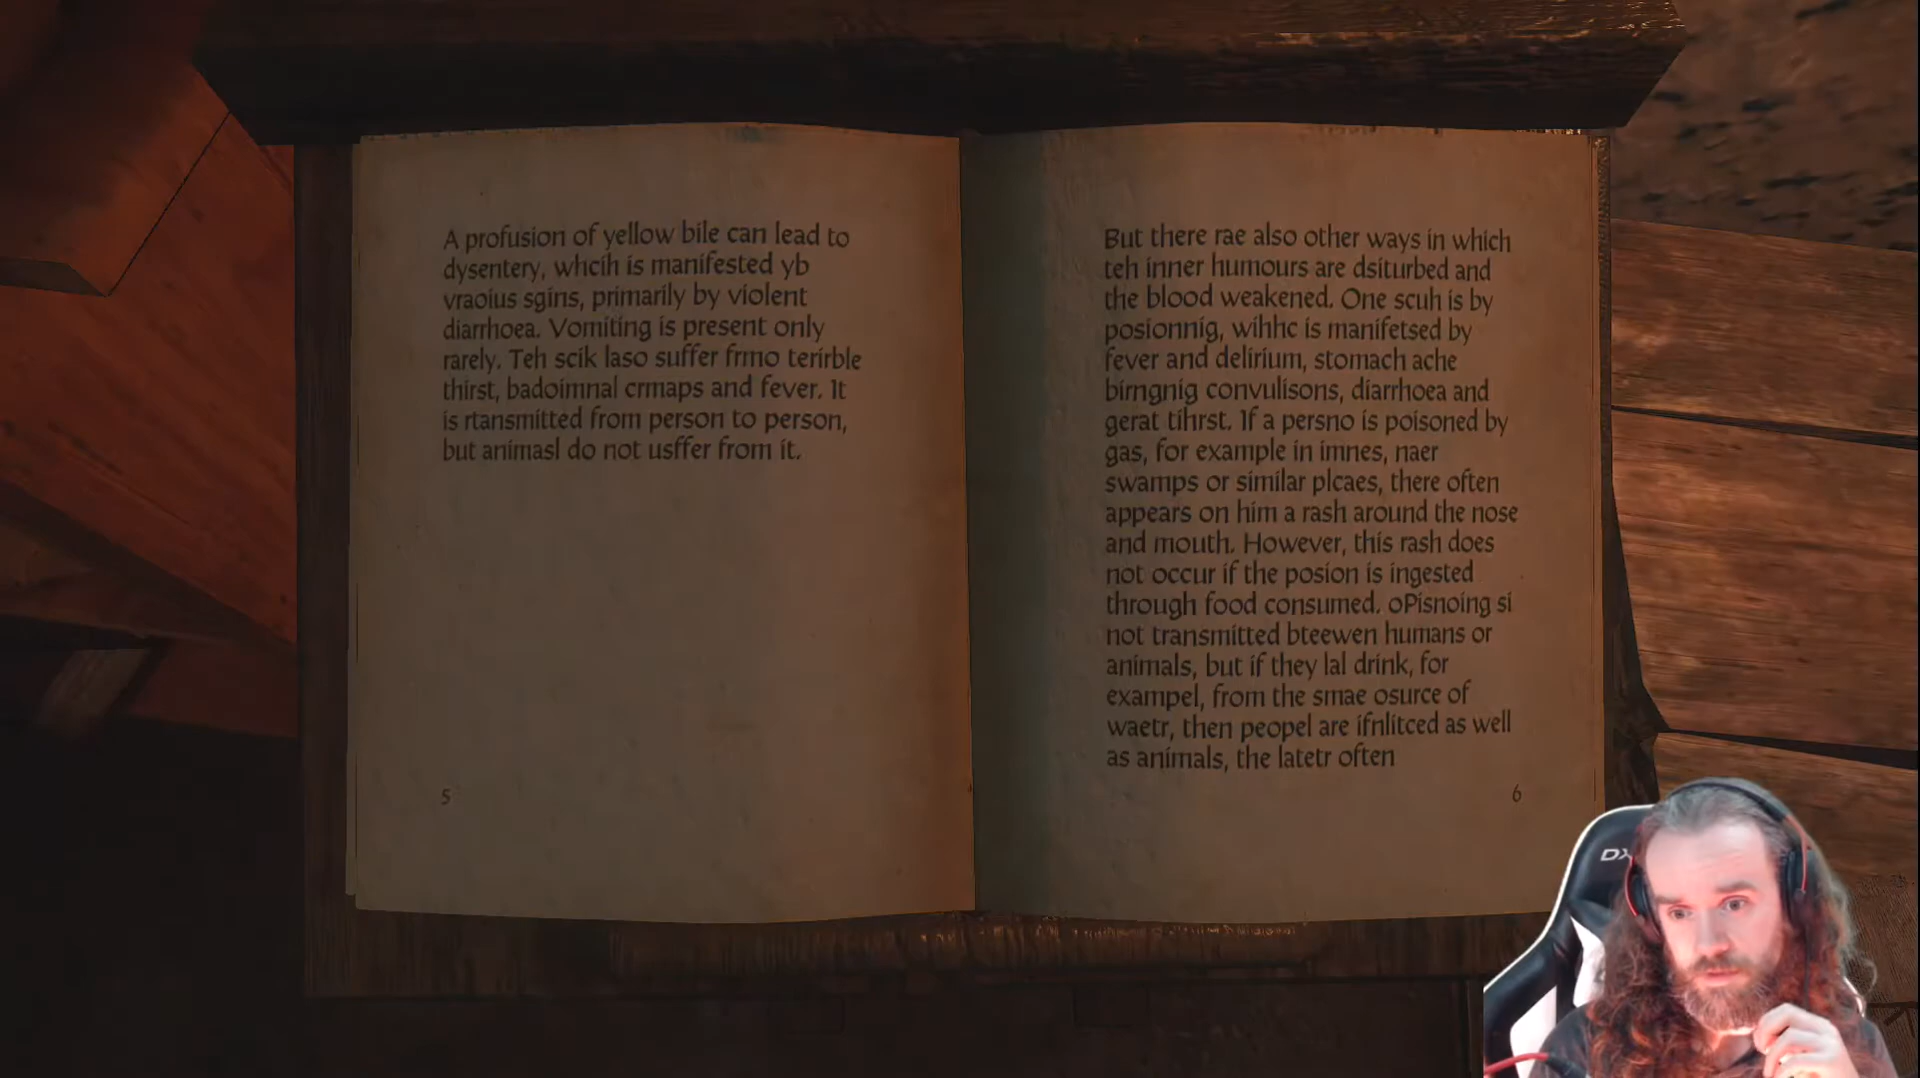 A profusion of yellow bile can lead to
dysentery, whcih is manifested yb
vraoius sgins, primarily by violent
diarrhoea. Vomiting is present only
rarely. Teh scik laso suffer frmo terirble
thirst, badoimnal crmaps and fever. It
is rtansmitted from person to person,
but animasl do not usffer from it.
5
But there rae also other ways in which
teh inner humours are dsiturbed and
the blood weakened. One scuh is by
posionnig, wihhc is manifetsed by
fever and delirium, stomach ache
birngnig convulisons, diarrhoea and
gerat tihrst. If a persno is poisoned by
gas, for example in imnes, naer
swamps or similar plcaes, there often
appears on him a rash around the nose
and mouth. However, this rash does
not occur if the posion is ingested
through food consumed. oPisnoing si
not transmitted bteewen humans or
animals, but if they lal drink, for
exampel, from the smae osurce of
waetr, then peopel are ifnlitced as well
as animals, the latetr often
6